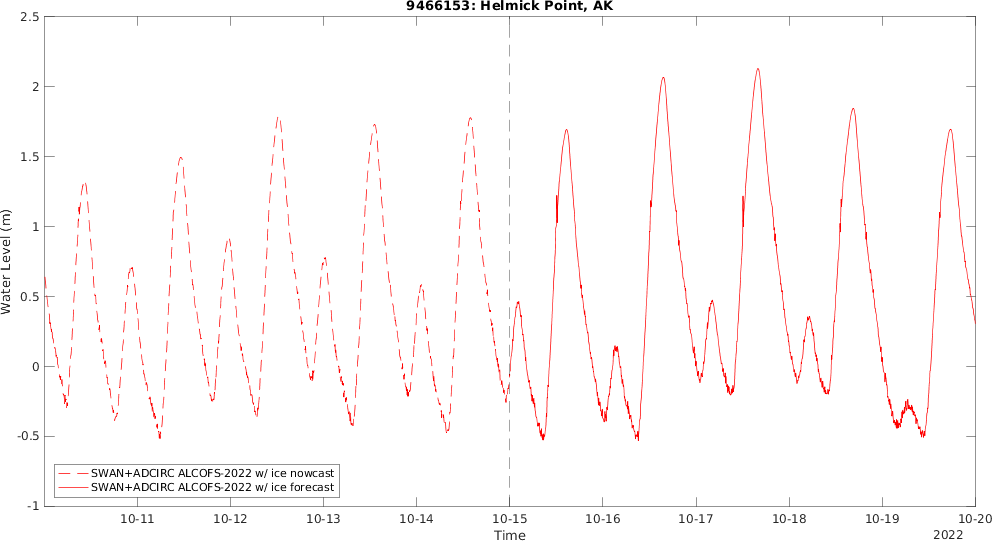 9466153: Helmick Point, AK
2.5
2
1.5
1
0.5
0
-0.5
-1
Water Level (m)
SWAN+ADCIRC ALCOFS-2022 w/ ice nowcast
SWAN+ADCIRC ALCOFS-2022 w/ ice forecast
10-11 10-12 10-13 10-14 10-15 10-16 10-17 10-18 10-19 10-20
Time
2022